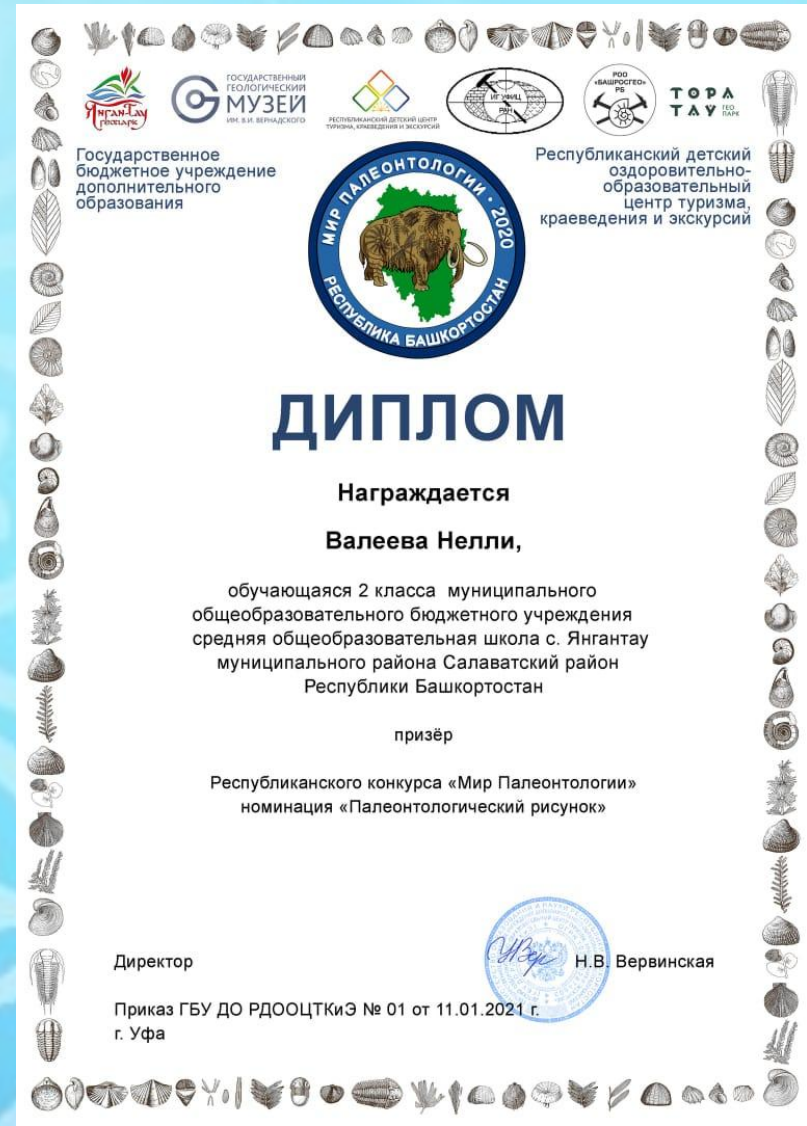 Янган-Тау
геопарк
ГОСУДАРСТВЕННЫЙ
ГЕОЛОГИЧЕСКИЙ
МУЗЕЙ
ИМ. В.И. ВЕРНАДСКОГО
РЕСПУБЛИКАНСКИЙ ДЕТСКИЙ ЦЕНТР
ТУРИЗМА, КРАЕВЕДЕНИЯ И ЭКСКУРСИЙ
ИГ УФИЦ
РАН
РОО
«БАШРОСГЕО»
РБ
ТОРА
ТАУ ГЕО
ПАРК
Государственное
бюджетное учреждение
дополнительного
образования
Республиканский детский
оздоровительно-
образовательный
центр туризма,
краеведения и экскурсий
МИР ПАЛЕОНТОЛОГИИ • 2020
РЕСПУБЛИКА БАШКОРТОСТАН
ДИПЛОМ
Награждается
Валеева Нелли,
обучающаяся 2 класса муниципального
общеобразовательного бюджетного учреждения
средняя общеобразовательная школа с. Янгантау
муниципального района Салаватский район
Республики Башкортостан
призёр
Республиканского конкурса «Мир Палеонтологии»
номинация «Палеонтологический рисунок»
Директор
Н.В. Вервинская
Приказ ГБУ ДО РДООЦТКиЭ № 01 от 11.01.2021 г.
г. Уфа